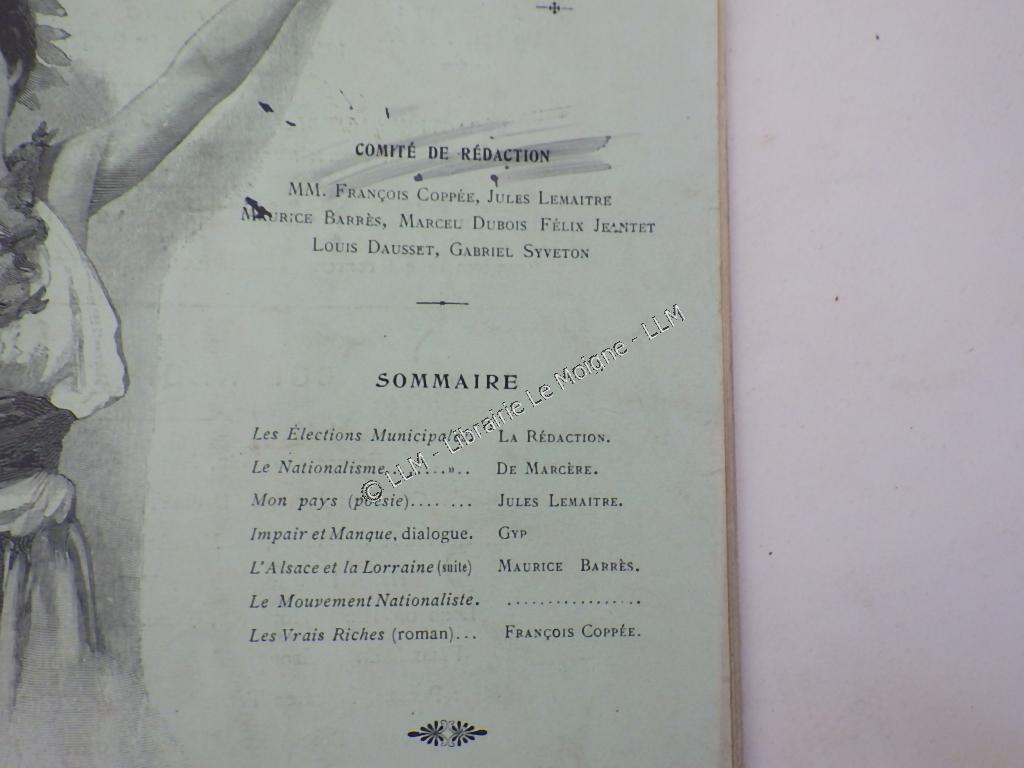 COMITÉ DE RÉDACTION
MM. FRANÇOIS COPPÉE, JULES LEMAITRE
MAURICE BARRÈS, MARCEL DUBOIS FÉLIX JEANTET
LOUIS DAUSSET, GABRIEL SYVETON
SOMMAIRE
Les Élections Municipales LA RÉDACTION.
Le Nationalisme ........».. DE MARCÈRE.
Mon pays (poésie)........ JULES LEMAITRE.
Impair et Manque, dialogue. GYP
L'Alsace et la Lorraine (suite) MAURICE BARRÈS.
Le Mouvement Nationaliste. .................
Les Vrais Riches (roman)... FRANÇOIS COPPÉE.
© LLM - Librairie Le Moigne - LLM